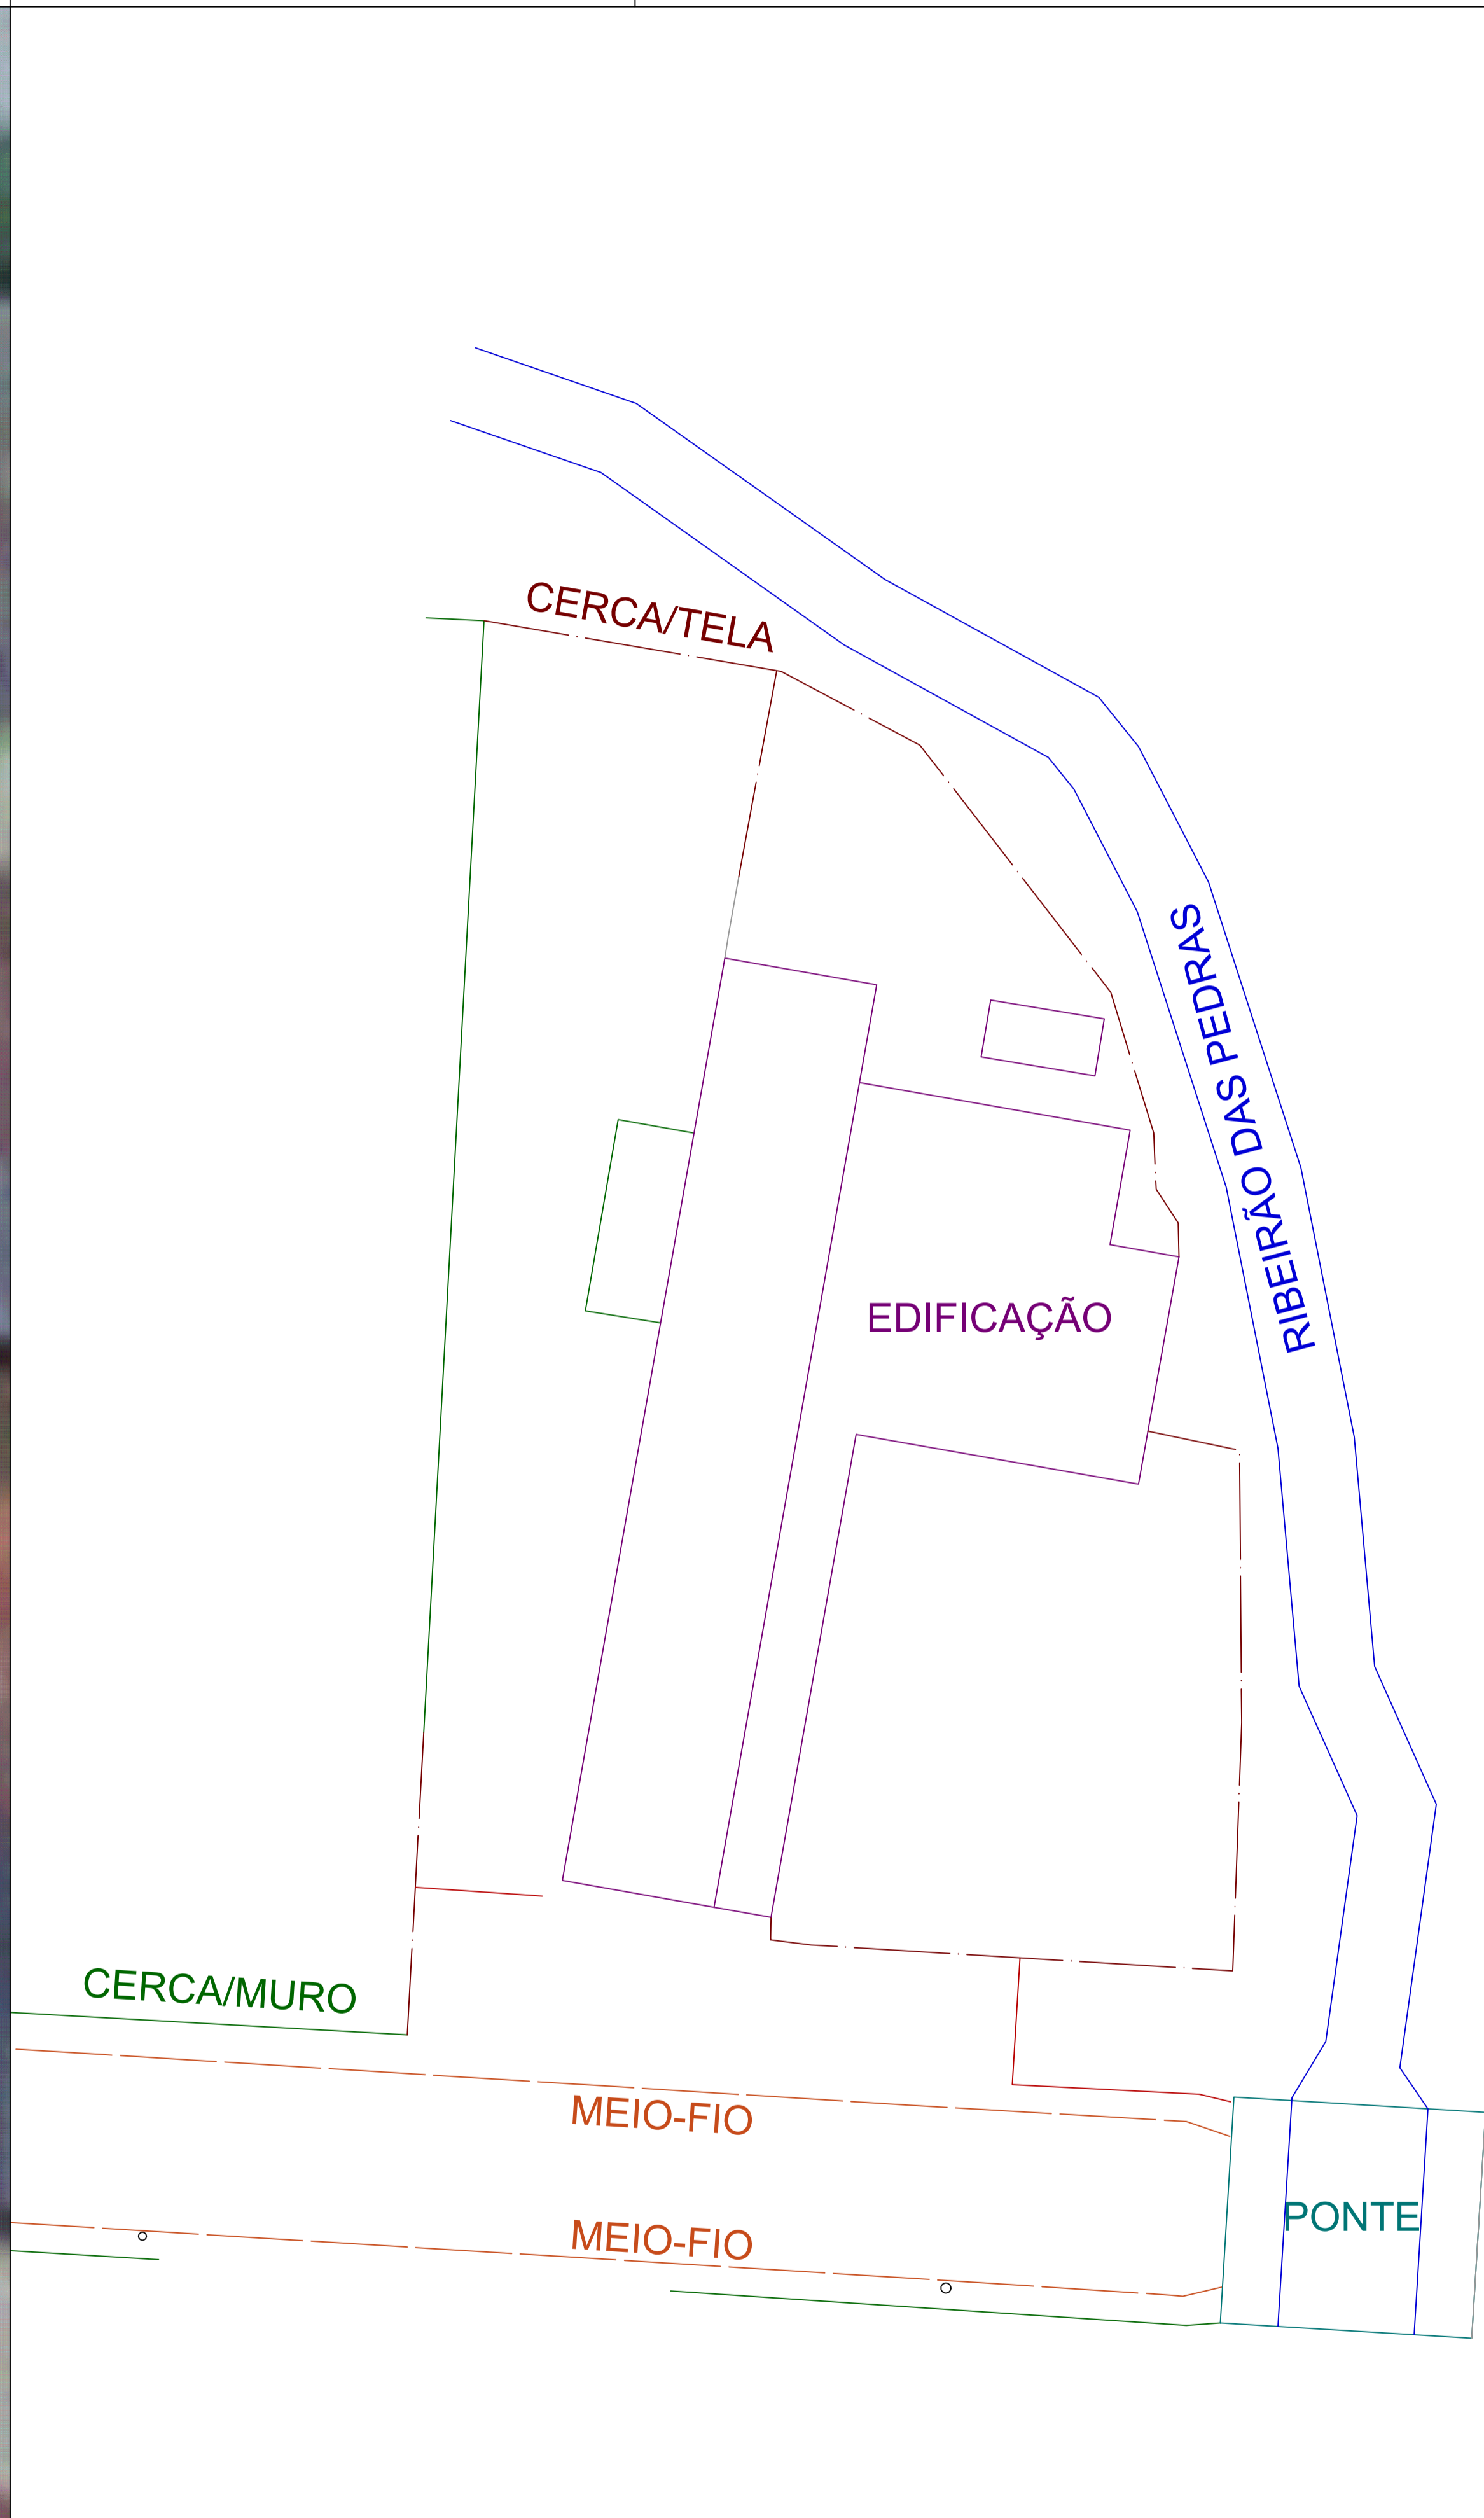 CERCA/TELA
RIBEIRÃO DAS PEDRAS
EDIFICAÇÃO
CERCA/MURO
MEIO-FIO
PONTE
MEIO-FIO